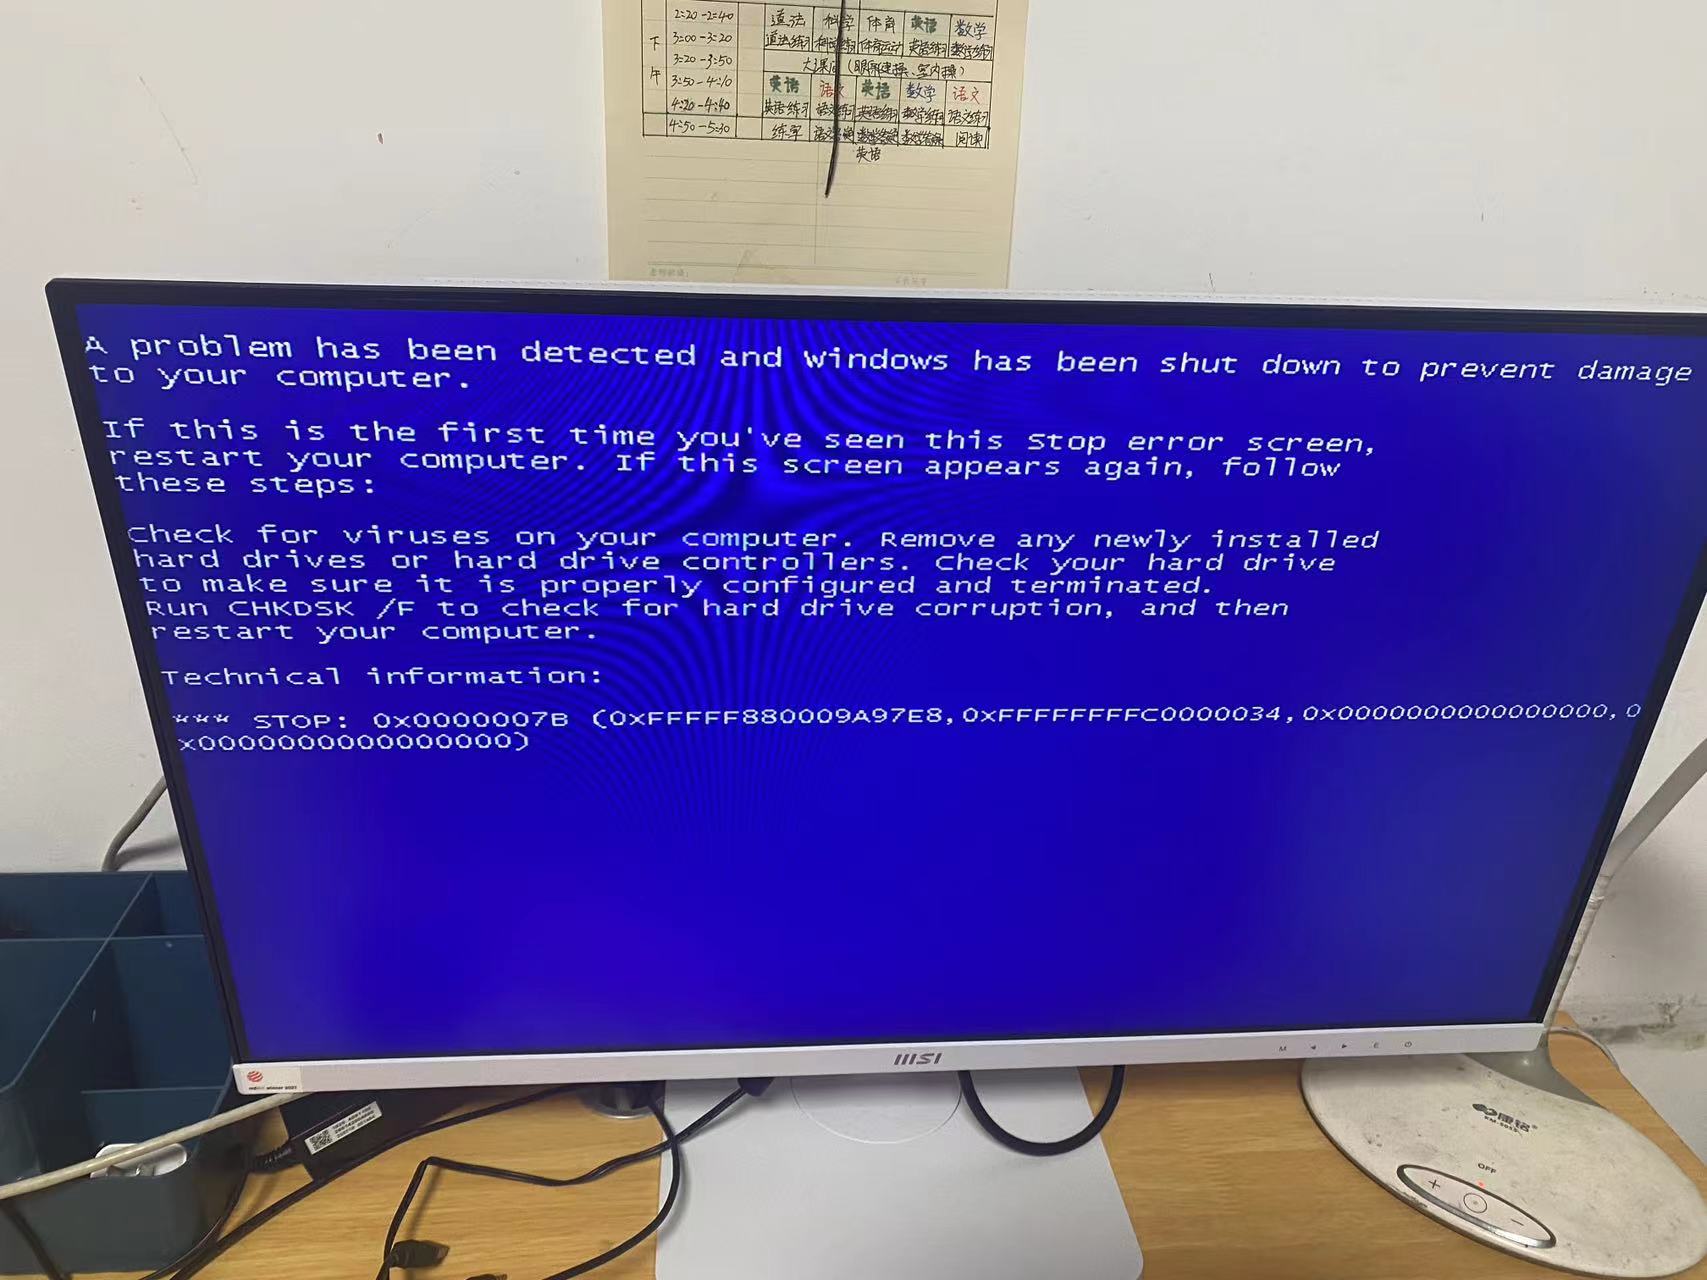 2:20-2:40 道法 科学 体育 英语 数学
下
3:00-3:20 道法练习 科学练习 体育运动 英语练习 数学练习
3:20-3:50 大课间（眼保健操、室内操）
午
3:50-4:10 英语 语文 英语 数学 语文
4:20-4:40 英语练习 语文练习 英语练习 数学练习 语文练习
4:50-5:30 练字 阅读
英语
A problem has been detected and windows has been shut down to prevent damage
to your computer.
If this is the first time you've seen this Stop error screen,
restart your computer. If this screen appears again, follow
these steps:
Check for viruses on your computer. Remove any newly installed
hard drives or hard drive controllers. Check your hard drive
to make sure it is properly configured and terminated.
Run CHKDSK /F to check for hard drive corruption, and then
restart your computer.
Technical information:
*** STOP: 0x0000007B (0xFFFFF880009A97E8,0xFFFFFFFFC0000034,0x0000000000000000,0
x0000000000000000)
msi
M E
康铭
OFF
+ -